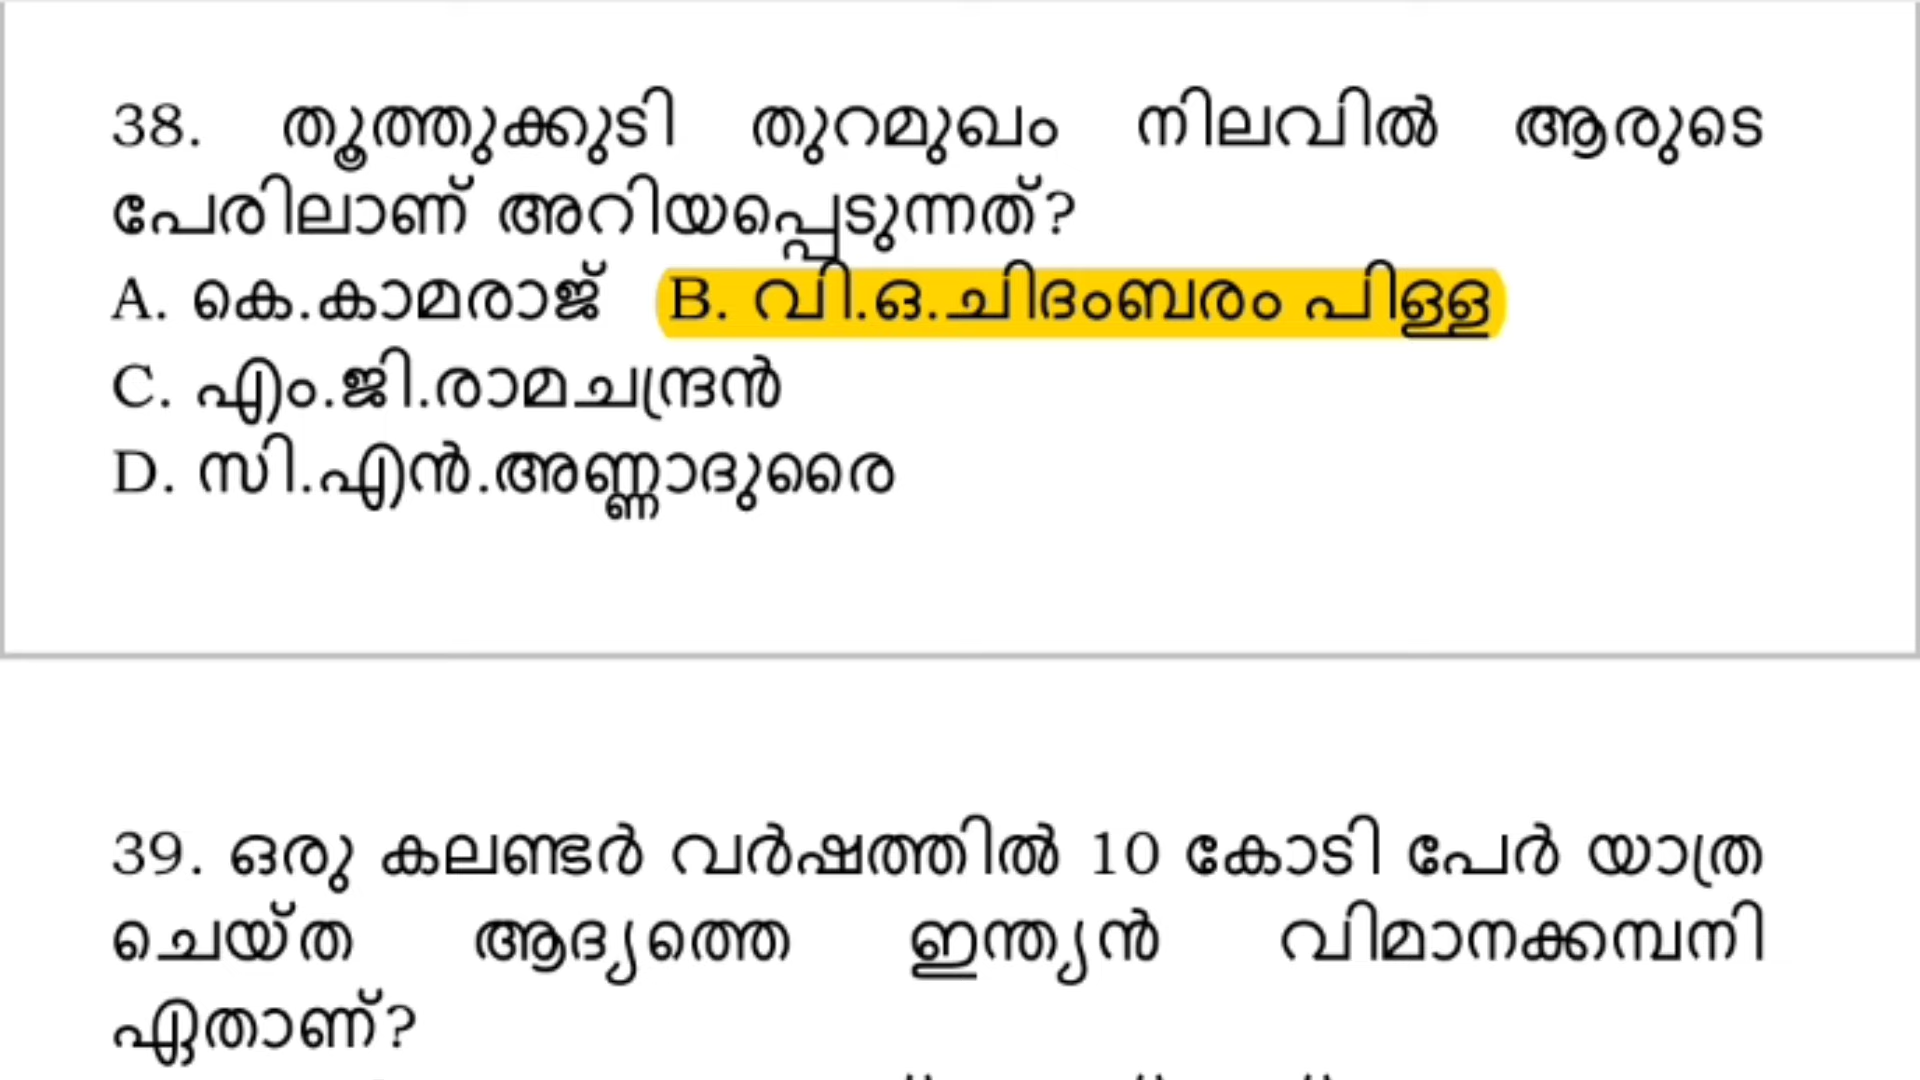 38. തൂത്തുക്കുടി തുറമുഖം നിലവിൽ ആരുടെ
പേരിലാണ് അറിയപ്പെടുന്നത്?
A. കെ.കാമരാജ് B. വി.ഒ.ചിദംബരം പിള്ള
C. എം.ജി.രാമചന്ദ്രൻ
D. സി.എൻ.അണ്ണാദുരൈ
39. ഒരു കലണ്ടർ വർഷത്തിൽ 10 കോടി പേർ യാത്ര
ചെയ്ത ആദ്യത്തെ ഇന്ത്യൻ വിമാനക്കമ്പനി
ഏതാണ്?